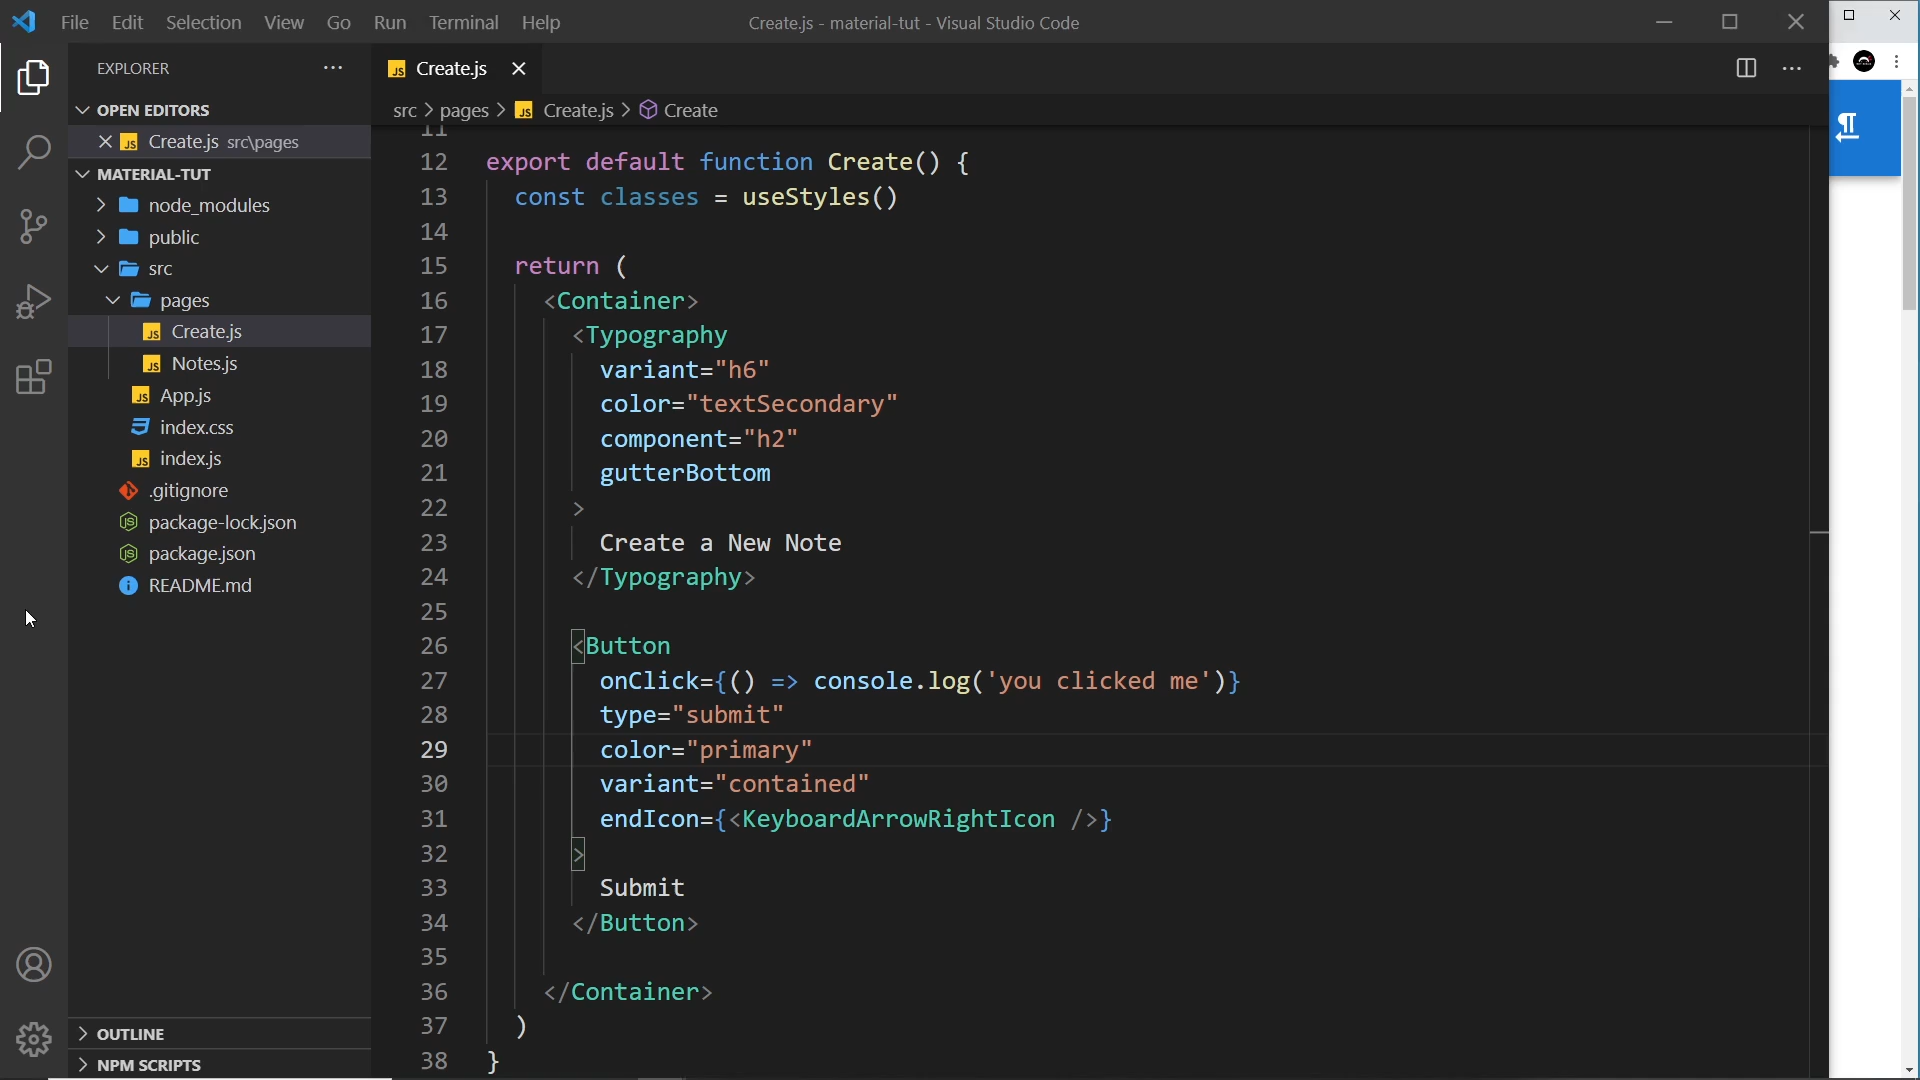 File Edit Selection View Go Run Terminal Help
Create.js - material-tut - Visual Studio Code
EXPLORER
OPEN EDITORS
Create.js src\pages
MATERIAL-TUT
node_modules
public
src
pages
Create.js
Notes.js
App.js
index.css
index.js
.gitignore
package-lock.json
package.json
README.md
OUTLINE
NPM SCRIPTS
Create.js
src > pages > Create.js > Create
11
12 export default function Create() {
13 const classes = useStyles()
14
15 return (
16 <Container>
17 <Typography
18 variant="h6"
19 color="textSecondary"
20 component="h2"
21 gutterBottom
22 >
23 Create a New Note
24 </Typography>
25
26 <Button
27 onClick={() => console.log('you clicked me')}
28 type="submit"
29 color="primary"
30 variant="contained"
31 endIcon={<KeyboardArrowRightIcon />}
32 >
33 Submit
34 </Button>
35
36 </Container>
37 )
38 }